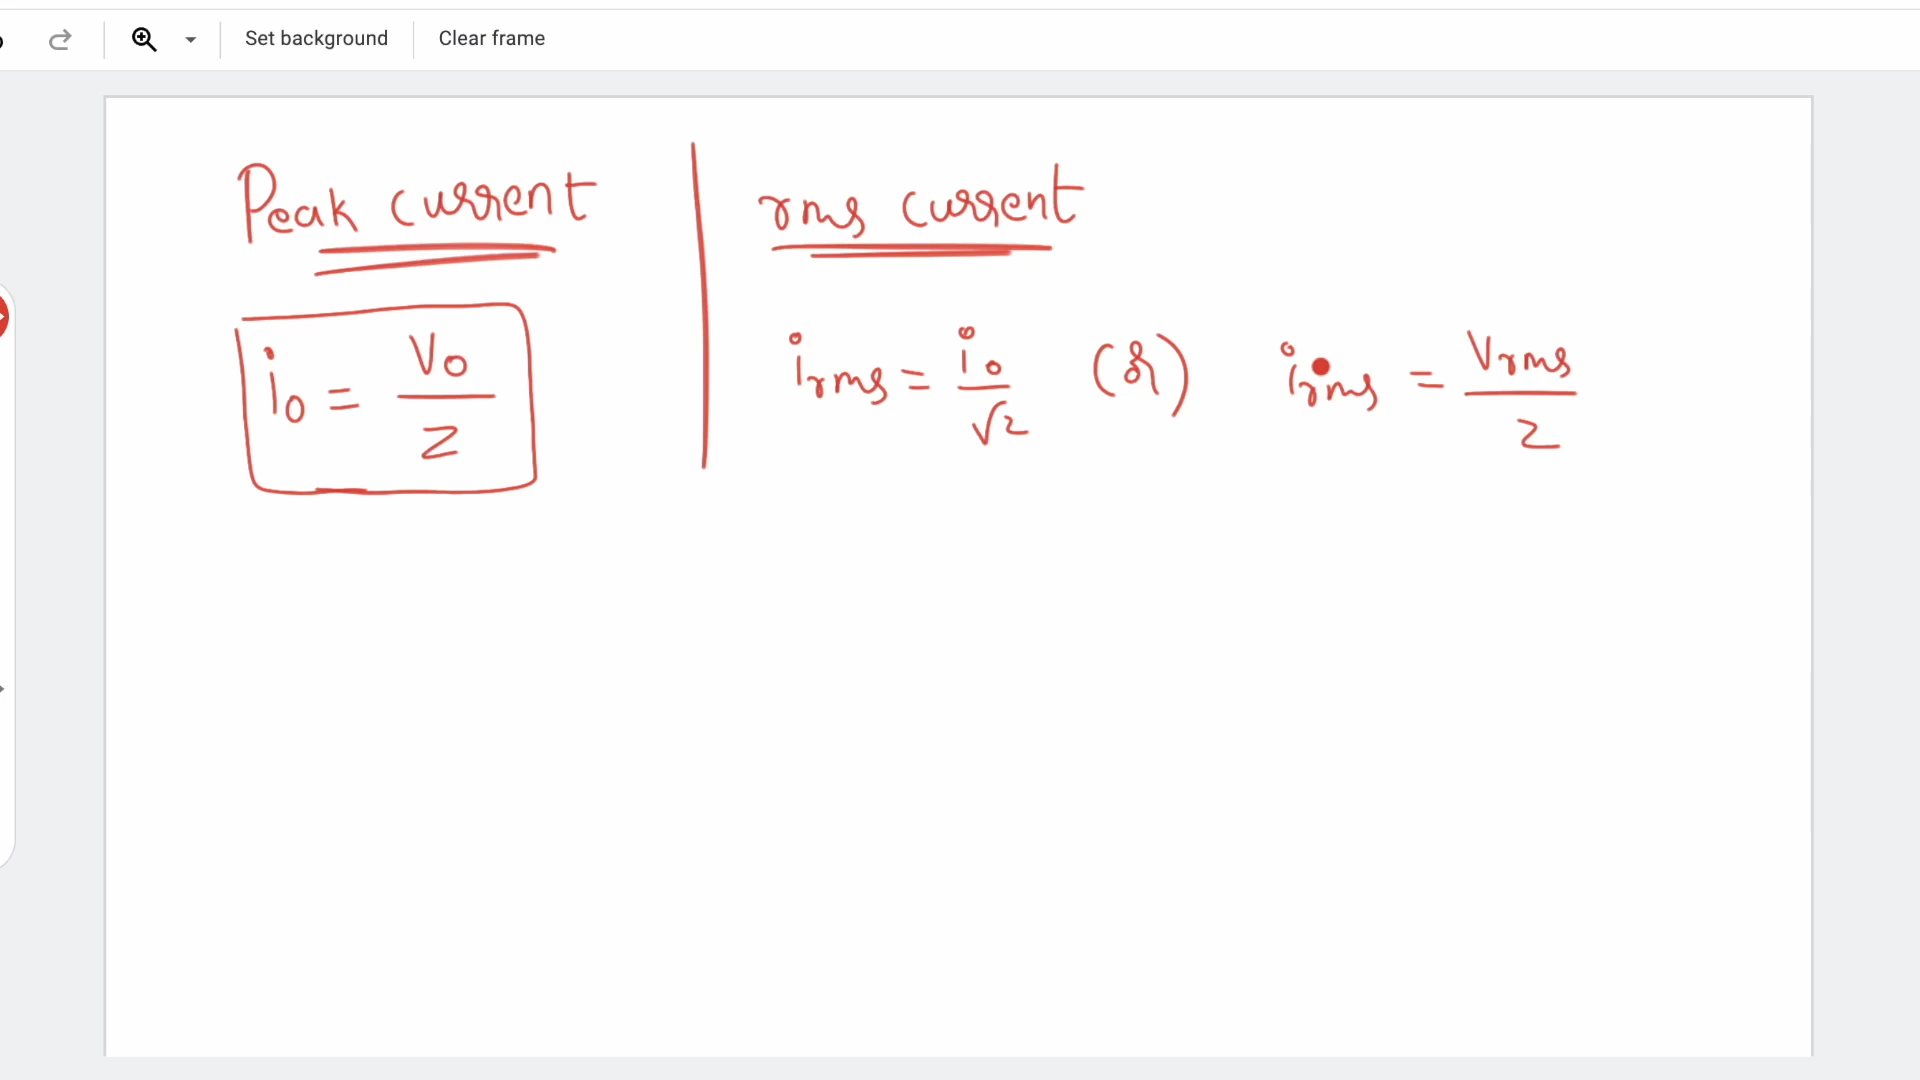 Set background Clear frame
Peak current
i₀ = V₀/Z
rms current
irms = i₀/√2 (or) irms = Vrms/Z